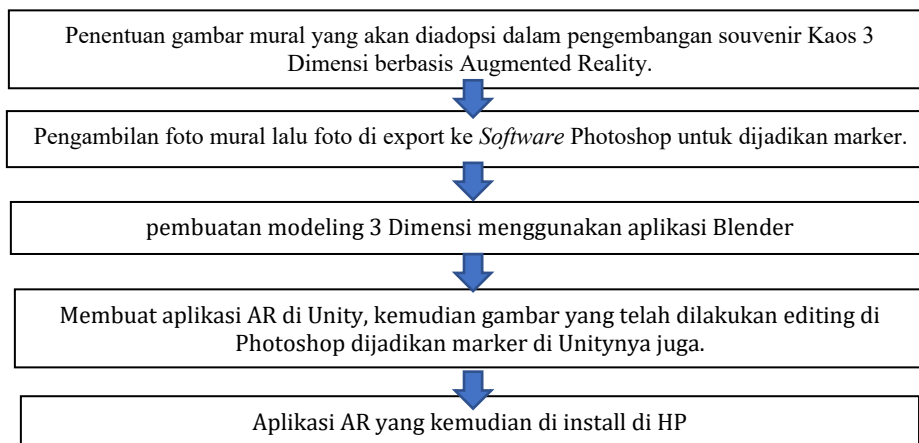 Penentuan gambar mural yang akan diadopsi dalam pengembangan souvenir Kaos 3
Dimensi berbasis Augmented Reality.
Pengambilan foto mural lalu foto di export ke Software Photoshop untuk dijadikan marker.
pembuatan modeling 3 Dimensi menggunakan aplikasi Blender
Membuat aplikasi AR di Unity, kemudian gambar yang telah dilakukan editing di
Photoshop dijadikan marker di Unitynya juga.
Aplikasi AR yang kemudian di install di HP